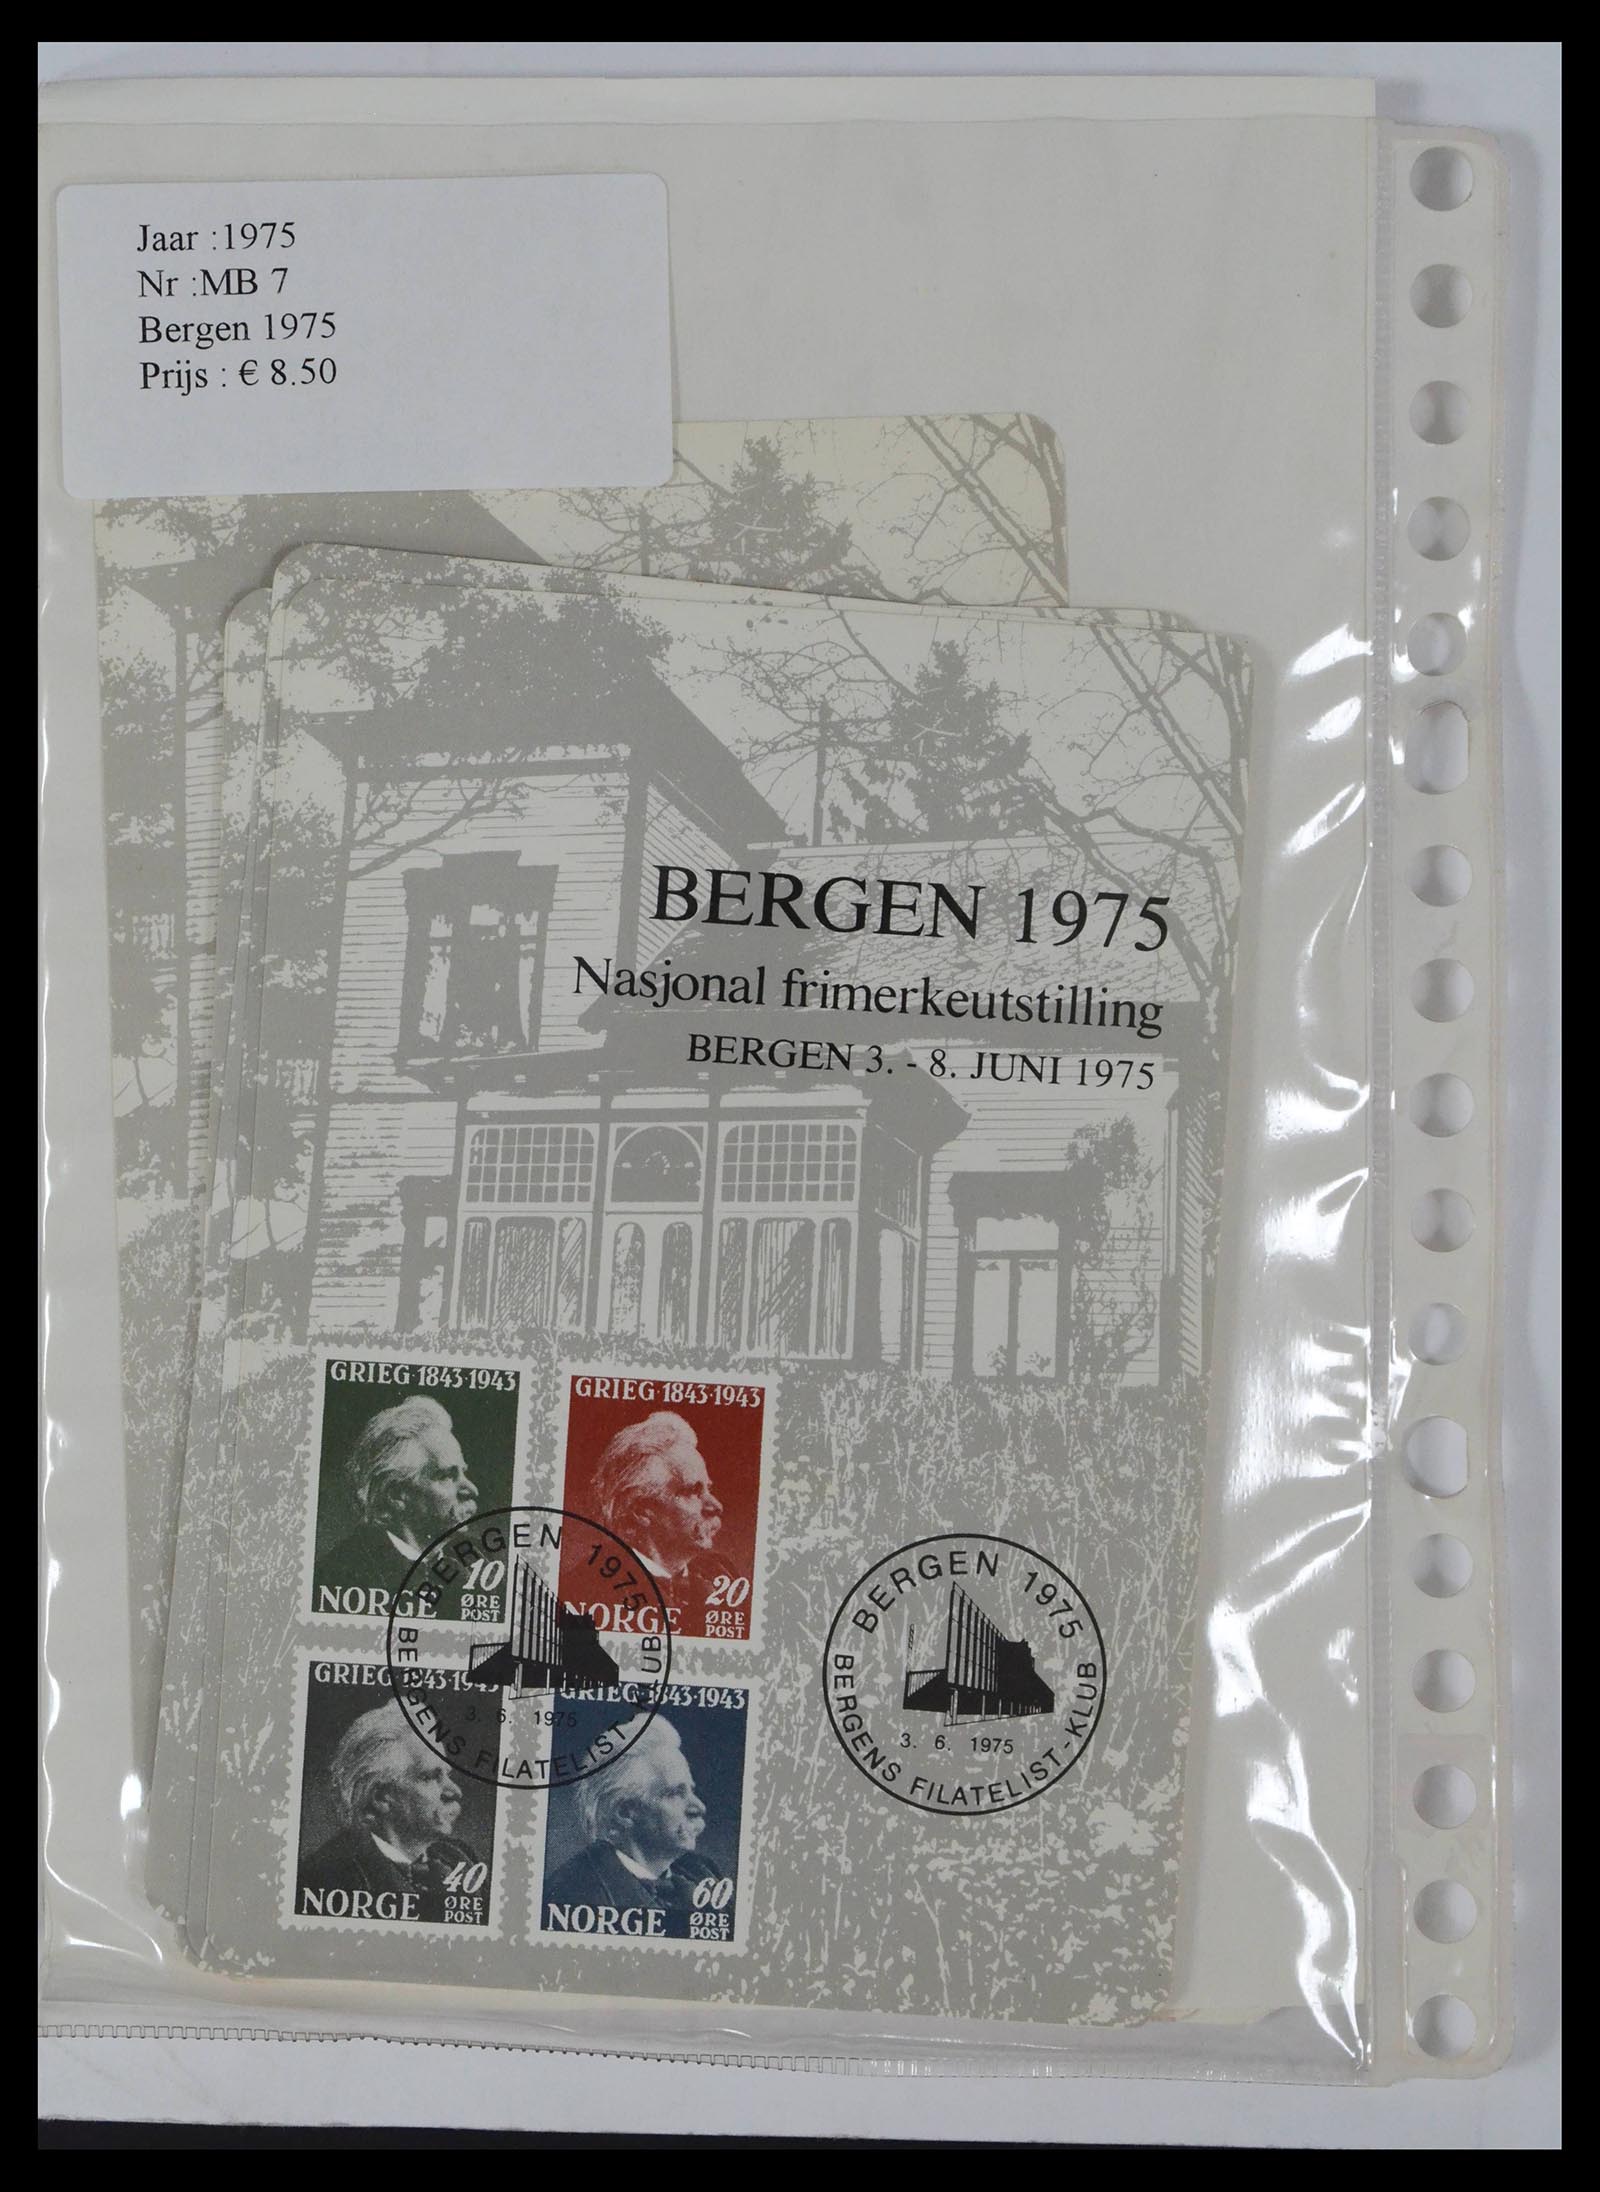 Jaar :1975
Nr :MB 7
Bergen 1975
Prijs : € 8.50
BERGEN 1975
Nasjonal frimerkeutstilling
BERGEN 3. - 8. JUNI 1975
GRIEG·1843·1943
10
NORGE ØRE
POST
GRIEG·1843·1943
20
NORGE ØRE
POST
GRIEG·1843·1943
40
NORGE ØRE
POST
GRIEG·1843·1943
60
NORGE ØRE
POST
BERGEN 1975
3. 6. 1975
BERGENS FILATELIST-KLUB
BERGEN 1975
3. 6. 1975
BERGENS FILATELIST-KLUB